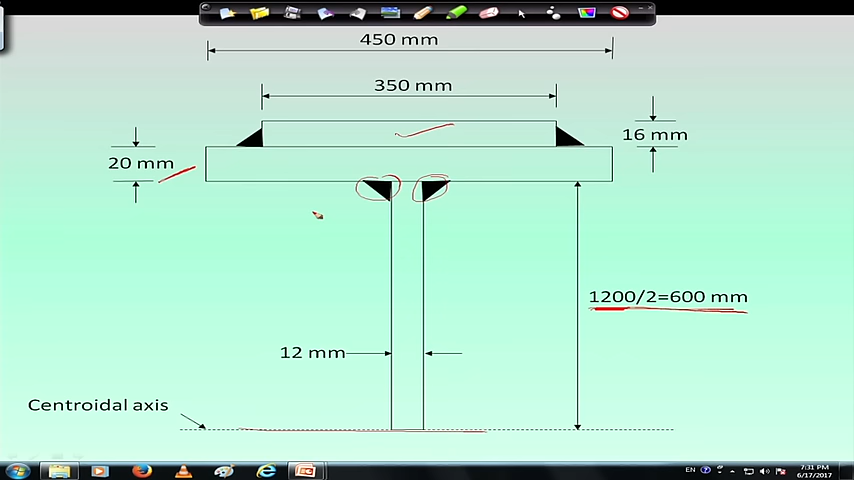 450 mm
350 mm
16 mm
20 mm
1200/2=600 mm
12 mm
Centroidal axis
EN
7:31 PM
6/17/2017